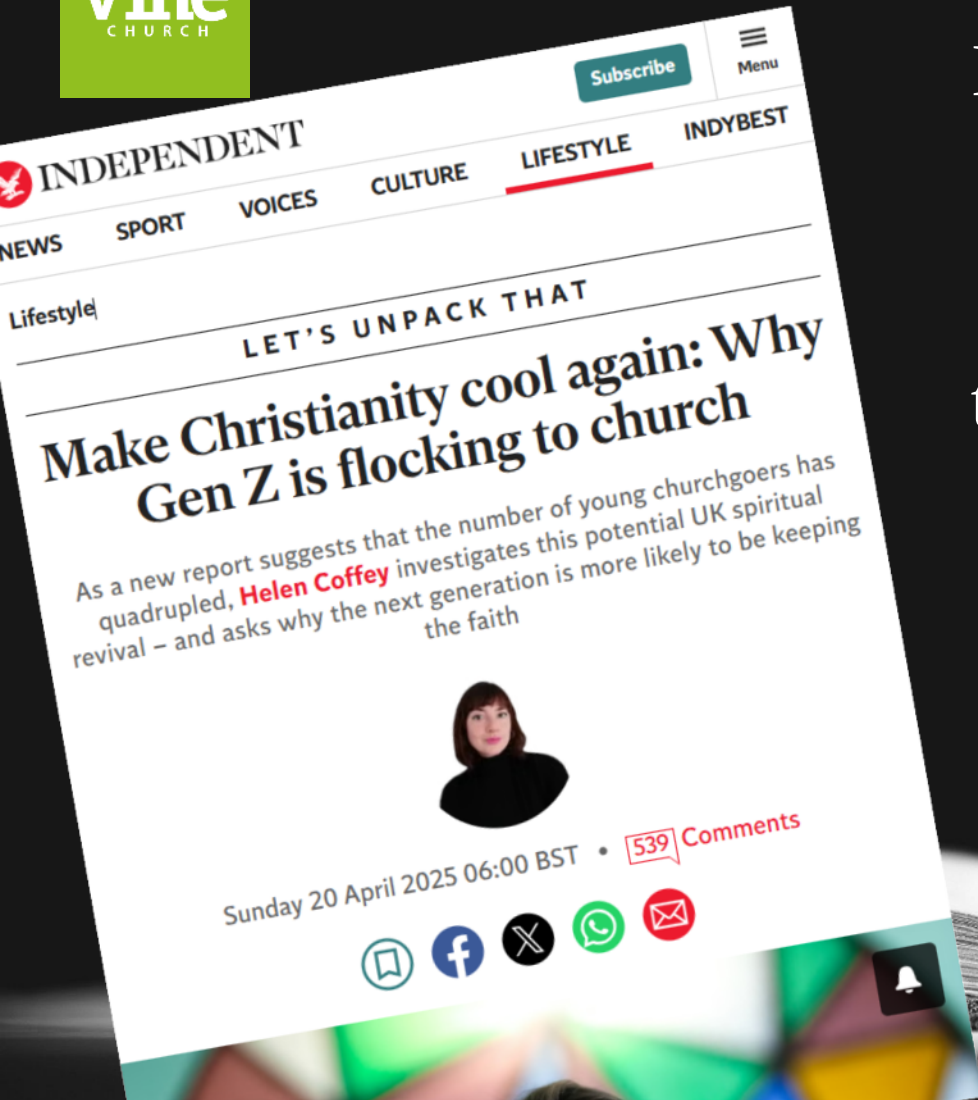 Vine
CHURCH
Subscribe
Menu
INDEPENDENT
NEWS SPORT VOICES CULTURE LIFESTYLE INDYBEST
Lifestyle
LET'S UNPACK THAT
Make Christianity cool again: Why
Gen Z is flocking to church
As a new report suggests that the number of young churchgoers has
quadrupled, Helen Coffey investigates this potential UK spiritual
revival – and asks why the next generation is more likely to be keeping
the faith
Sunday 20 April 2025 06:00 BST • 539 Comments